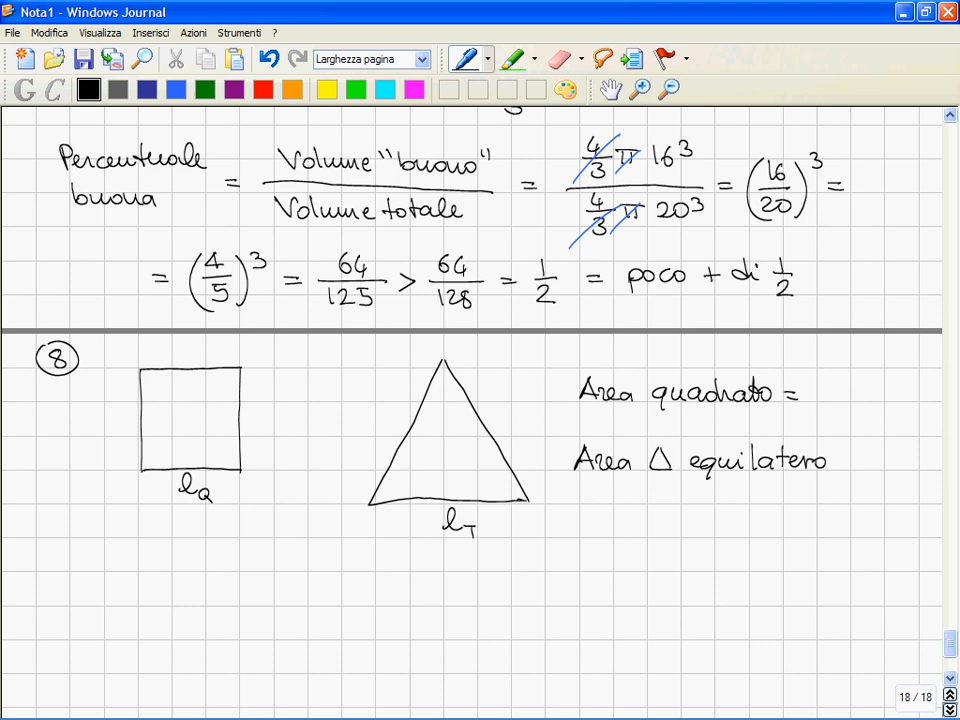 Nota1 - Windows Journal
File Modifica Visualizza Inserisci Azioni Strumenti ?
Larghezza pagina
G C
Percentuale buona = Volume "buono" / Volume totale = 4/3 π 16³ / 4/3 π 20³ = (16/20)³ =
= (4/5)³ = 64/125 > 64/128 = 1/2 = poco + di 1/2
8
Area quadrato =
Area △ equilatero
lQ
lT
18 / 18